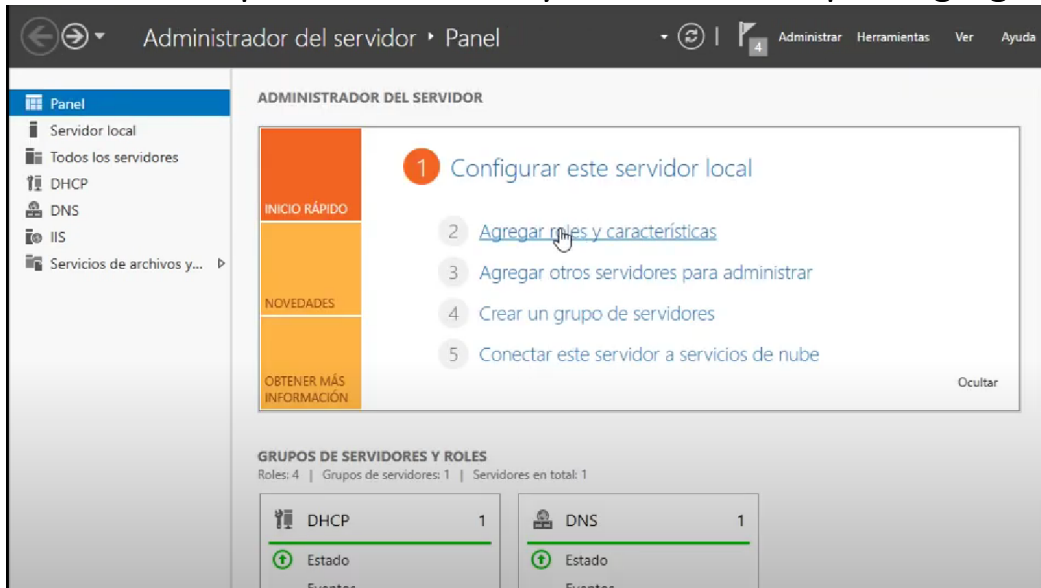 Administrador del servidor • Panel
4
Administrar Herramientas Ver Ayuda
Panel
Servidor local
Todos los servidores
DHCP
DNS
IIS
Servicios de archivos y...
ADMINISTRADOR DEL SERVIDOR
INICIO RÁPIDO
NOVEDADES
OBTENER MÁS
INFORMACIÓN
1 Configurar este servidor local
2 Agregar roles y características
3 Agregar otros servidores para administrar
4 Crear un grupo de servidores
5 Conectar este servidor a servicios de nube
Ocultar
GRUPOS DE SERVIDORES Y ROLES
Roles: 4 | Grupos de servidores: 1 | Servidores en total: 1
DHCP 1
Estado
DNS 1
Estado